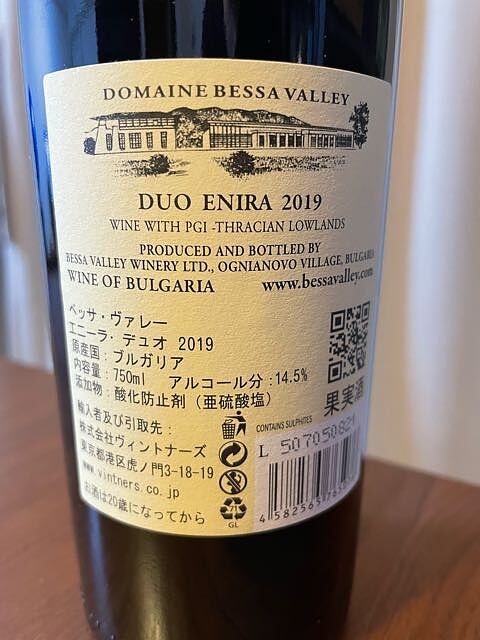 DOMAINE BESSA VALLEY
DUO ENIRA 2019
WINE WITH PGI -THRACIAN LOWLANDS
PRODUCED AND BOTTLED BY
BESSA VALLEY WINERY LTD., OGNIANOVO VILLAGE, BULGARIA
WINE OF BULGARIA www.bessavalley.com
ベッサ・ヴァレー
エニーラ・デュオ 2019
原産国：ブルガリア
内容量：750ml アルコール分：14.5%
添加物：酸化防止剤（亜硫酸塩）
果実酒
輸入者及び引取先：
株式会社ヴィントナーズ
東京都港区虎ノ門3-18-19
www.vintners.co.jp
お酒は20歳になってから
71
GL
CONTAINS SULPHITES
L 507050821